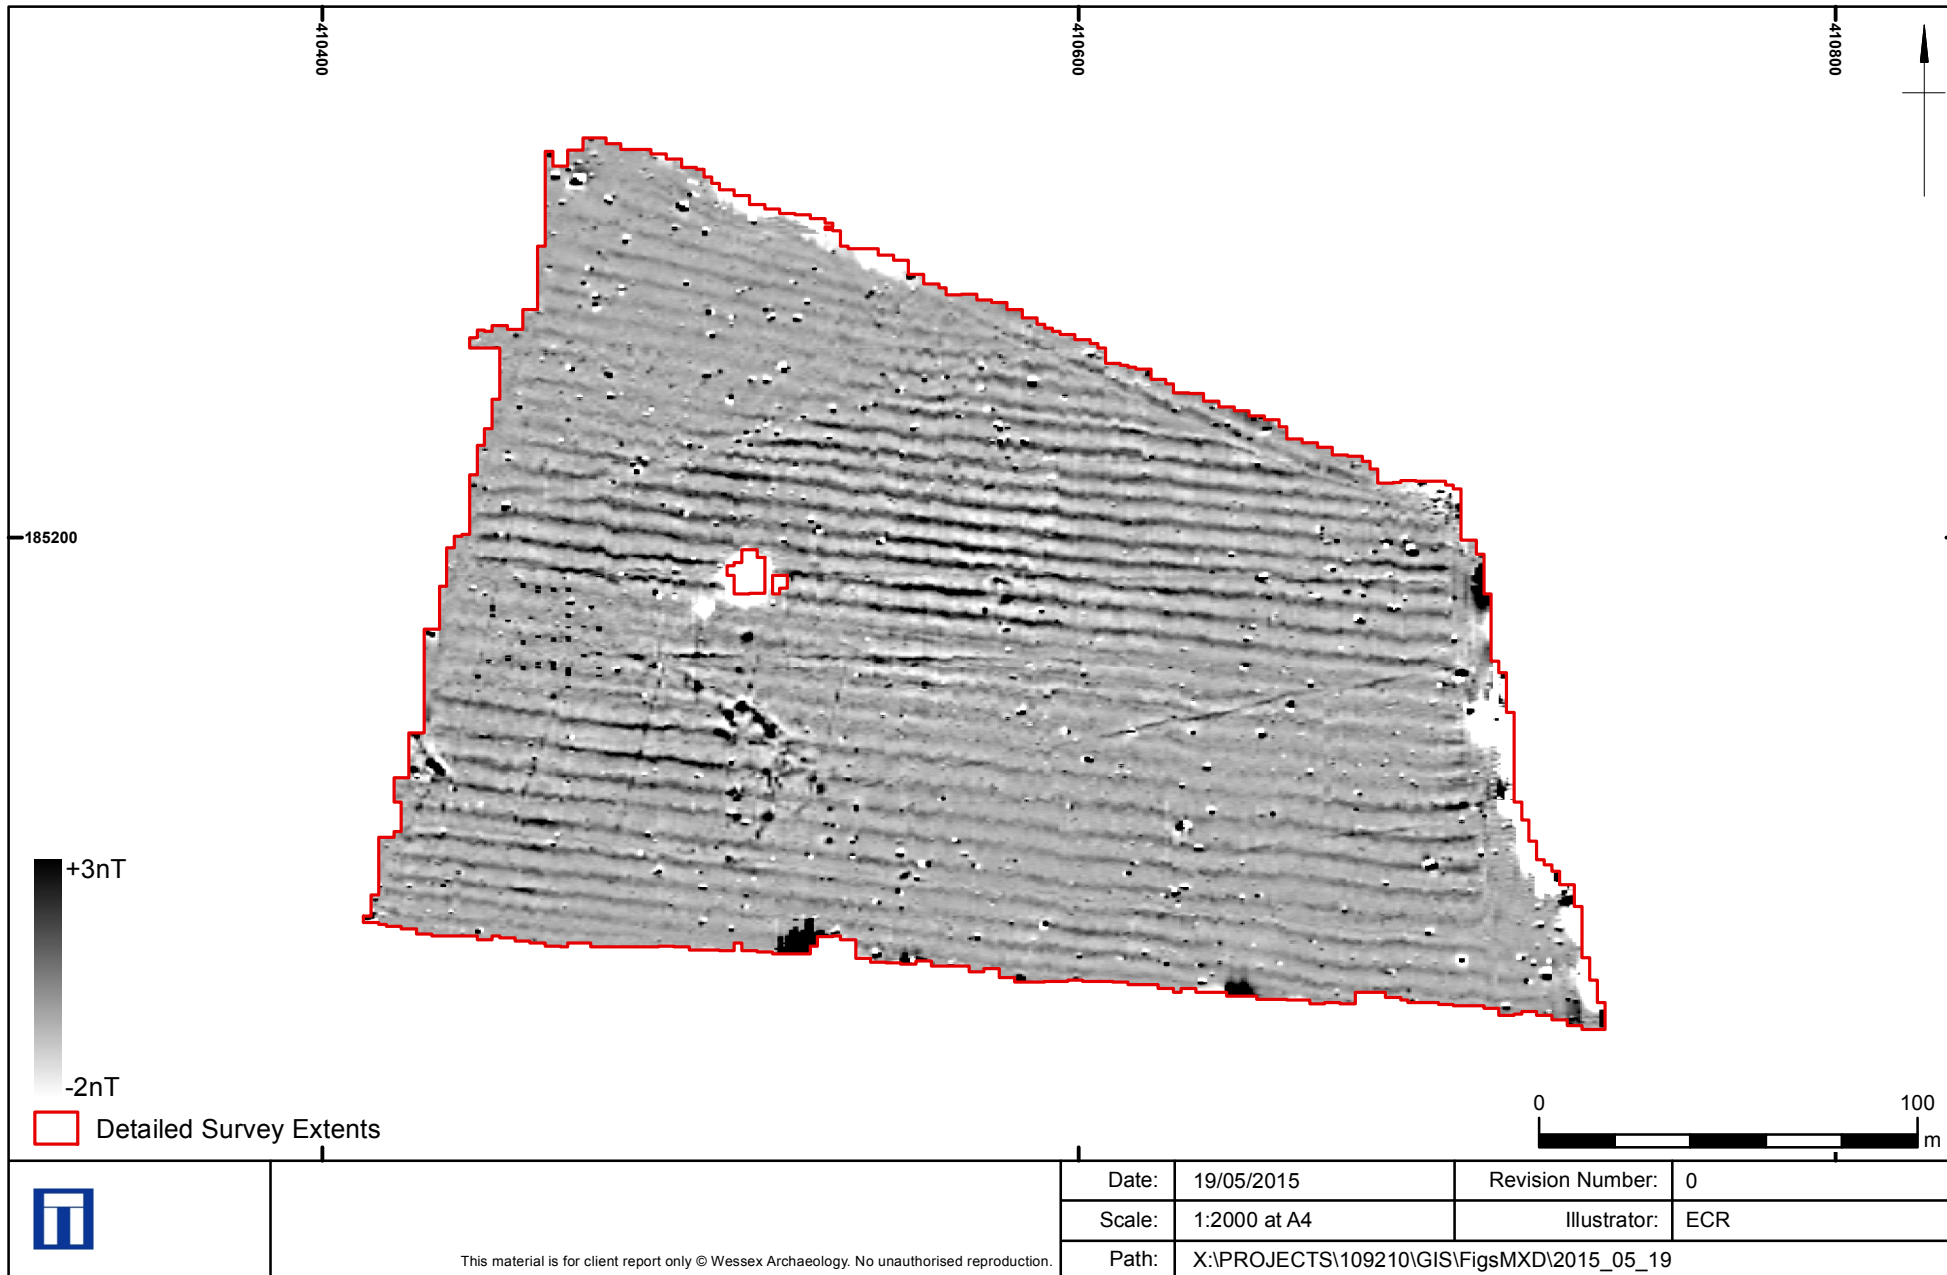 410400
410600
410800
185200
+3nT
-2nT
Detailed Survey Extents
0 100
m
Date: 19/05/2015 Revision Number: 0
Scale: 1:2000 at A4 Illustrator: ECR
This material is for client report only © Wessex Archaeology. No unauthorised reproduction.
Path: X:\PROJECTS\109210\GIS\FigsMXD\2015_05_19